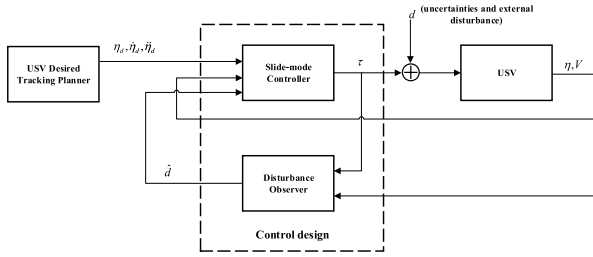 (uncertainties and external
disturbance)
d
η_d, η̈_d, η̈_d
USV Desired
Tracking Planner
Slide-mode
Controller
τ
USV
η, V
d̂
Disturbance
Observer
Control design